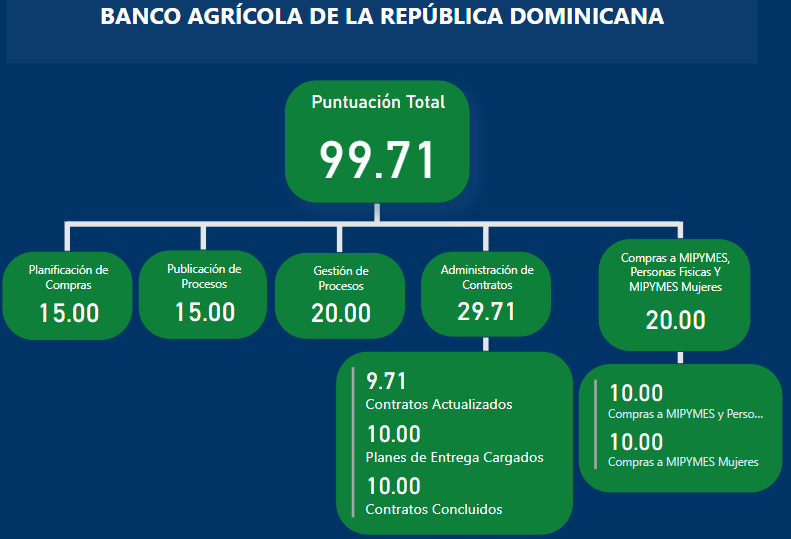 BANCO AGRÍCOLA DE LA REPÚBLICA DOMINICANA
Puntuación Total
99.71
Planificación de
Compras
15.00
Publicación de
Procesos
15.00
Gestión de
Procesos
20.00
Administración de
Contratos
29.71
Compras a MIPYMES,
Personas Fisicas Y
MIPYMES Mujeres
20.00
9.71
Contratos Actualizados
10.00
Planes de Entrega Cargados
10.00
Contratos Concluidos
10.00
Compras a MIPYMES y Perso...
10.00
Compras a MIPYMES Mujeres